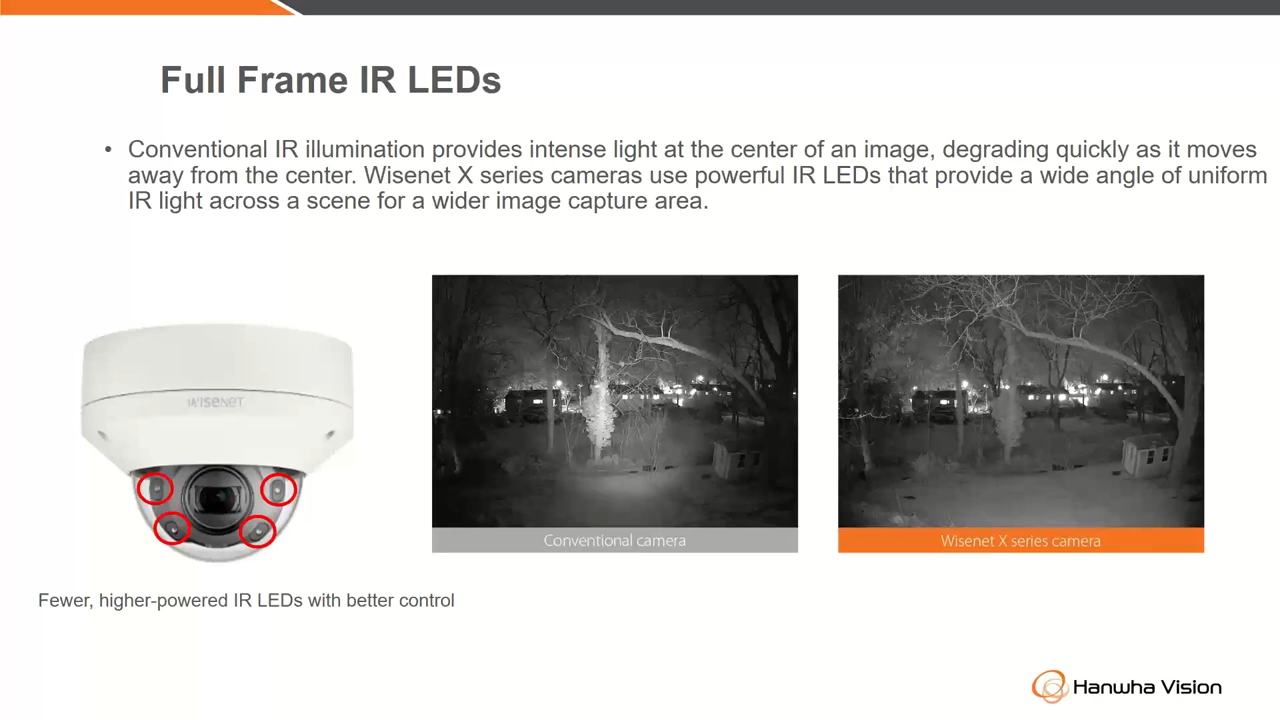 Full Frame IR LEDs
• Conventional IR illumination provides intense light at the center of an image, degrading quickly as it moves
away from the center. Wisenet X series cameras use powerful IR LEDs that provide a wide angle of uniform
IR light across a scene for a wider image capture area.
WISENET
Conventional camera
Wisenet X series camera
Fewer, higher-powered IR LEDs with better control
Hanwha Vision